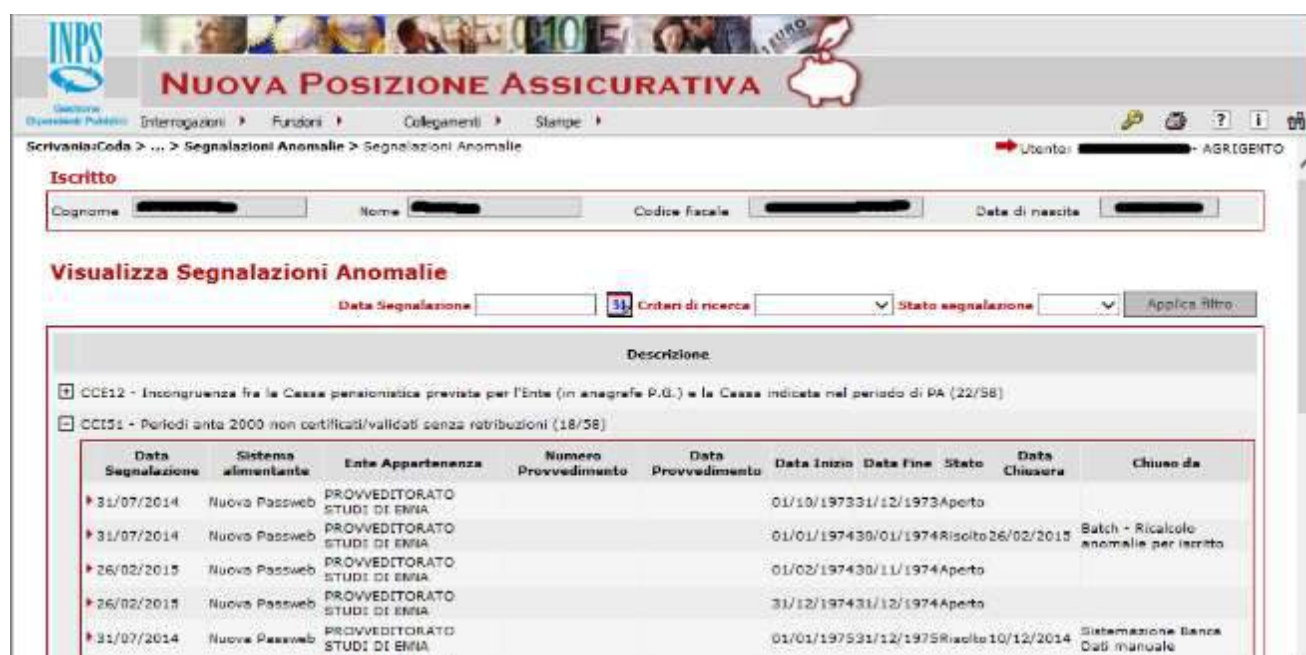 INPS
NUOVA POSIZIONE ASSICURATIVA
Gestione
Dipendenti Pubblici Interrogazioni Funzioni Collegamenti Stampe
Scrivania:Coda > ... > Segnalazioni Anomalie > Segnalazioni Anomalie Utente: - AGRIGENTO
Iscritto
Cognome Nome Codice fiscale Data di nascita
Visualizza Segnalazioni Anomalie
Data Segnalazione 31 Criteri di ricerca Stato segnalazione Applica filtro
Descrizione
+ CCE12 - Incongruenza fra la Cassa pensionistica prevista per l'Ente (in anagrafe P.G.) e la Cassa indicata nel periodo di PA (22/58)
- CCI51 - Periodi ante 2000 non certificati/validati senza retribuzioni (18/58)
Data Segnalazione Sistema alimentante Ente Appartenenza Numero Provvedimento Data Provvedimento Data Inizio Data Fine Stato Data Chiusura Chiuso da
31/07/2014 Nuova Passweb PROVVEDITORATO STUDI DI ENNA 01/10/1973 31/12/1973 Aperto
31/07/2014 Nuova Passweb PROVVEDITORATO STUDI DI ENNA 01/01/1974 30/01/1974 Risolto 26/02/2015 Batch - Ricalcolo anomalie per iscritto
26/02/2015 Nuova Passweb PROVVEDITORATO STUDI DI ENNA 01/02/1974 30/11/1974 Aperto
26/02/2015 Nuova Passweb PROVVEDITORATO STUDI DI ENNA 31/12/1974 31/12/1974 Aperto
31/07/2014 Nuova Passweb PROVVEDITORATO STUDI DI ENNA 01/01/1975 31/12/1975 Risolto 10/12/2014 Sistemazione Banca Dati manuale